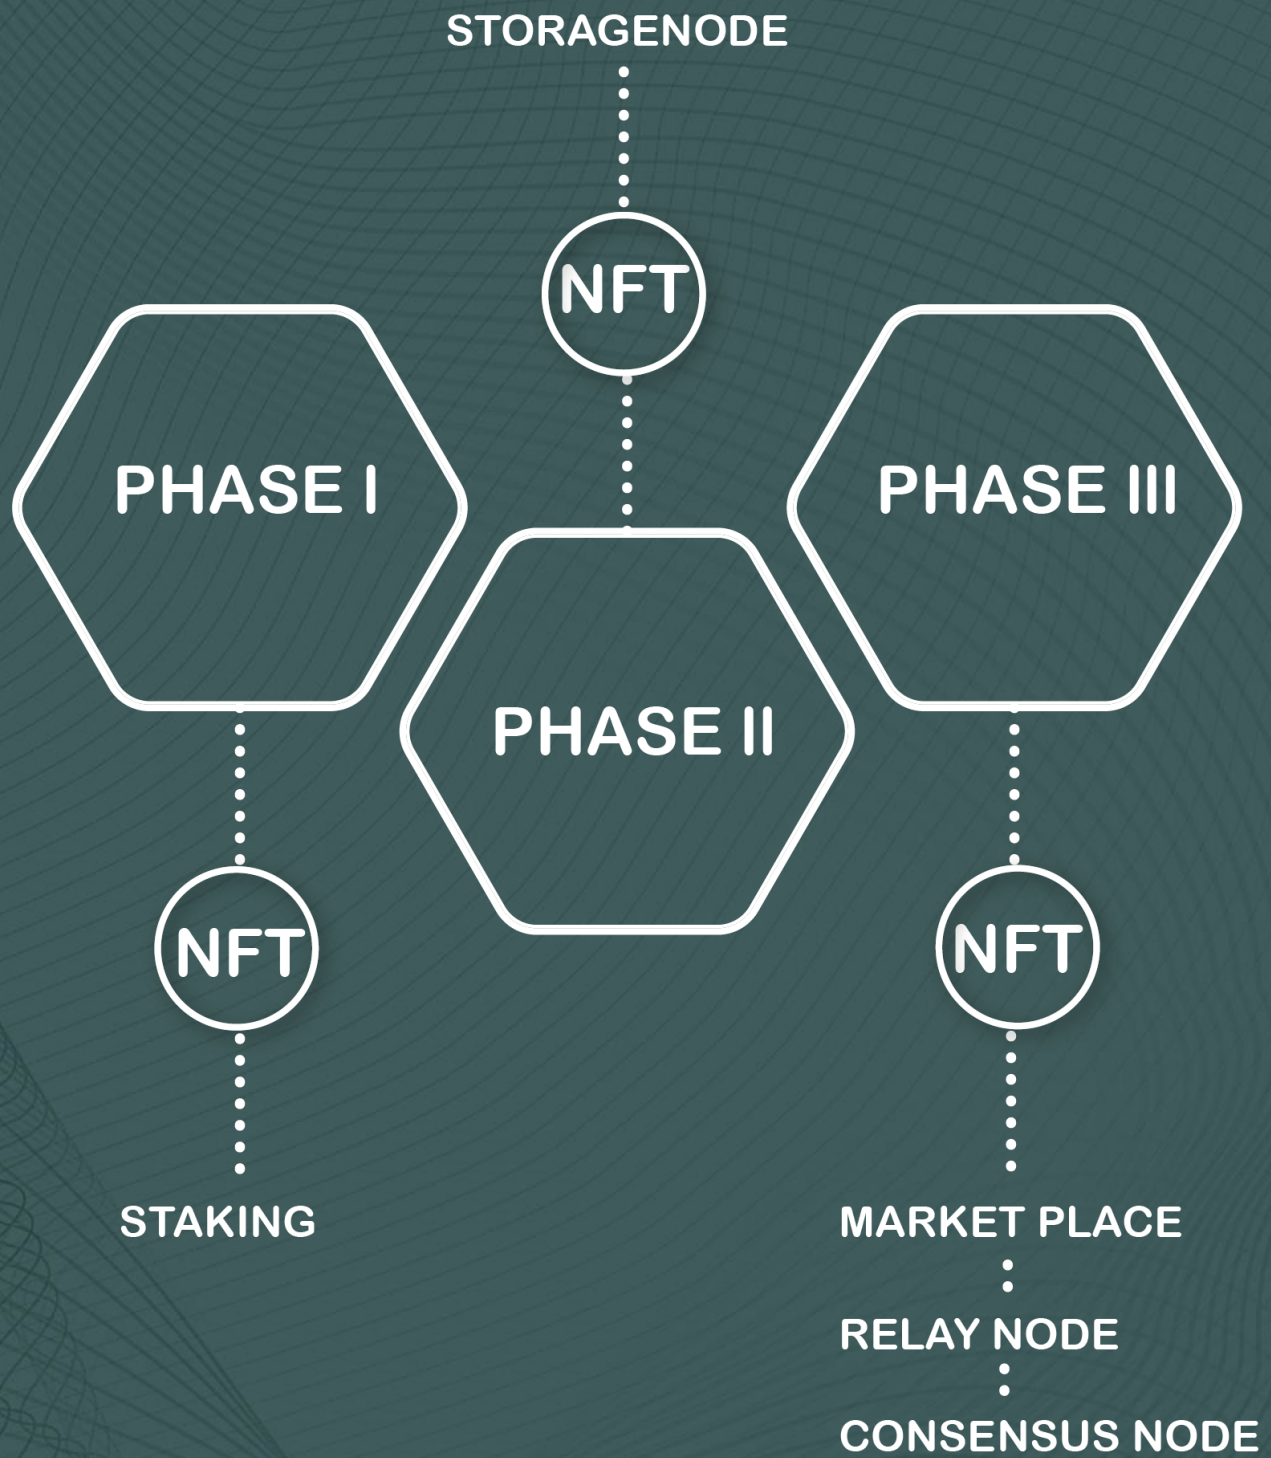 STORAGENODE
NFT
PHASE I
PHASE III
PHASE II
NFT
NFT
STAKING
MARKET PLACE
RELAY NODE
CONSENSUS NODE